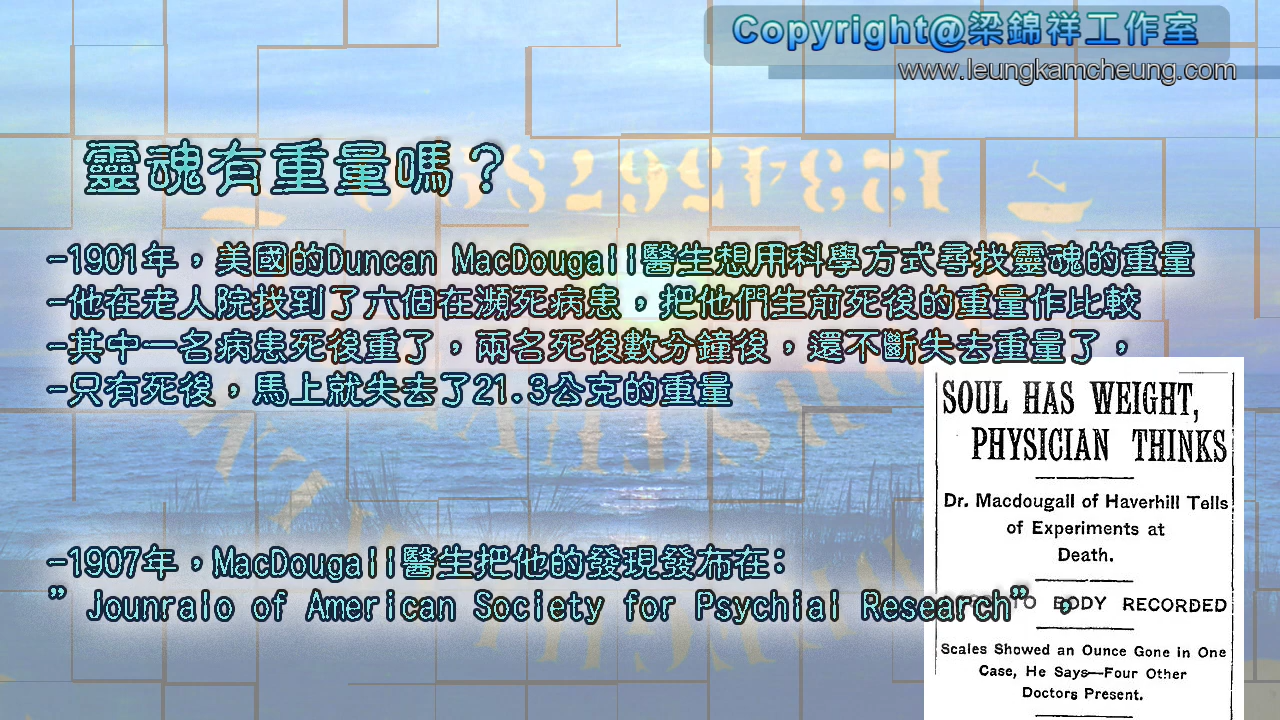 Copyright@梁錦祥工作室
www.leungkamcheung.com
靈魂有重量嗎？
-1901年，美國的Duncan MacDougall醫生想用科學方式尋找靈魂的重量
-他在老人院找到了六個在瀕死病患，把他們生前死後的重量作比較
-其中一名病患死後重了，兩名死後數分鐘後，還不斷失去重量了，
-只有死後，馬上就失去了21.3公克的重量
-1907年，MacDougall醫生把他的發現發布在:
” Jounralo of American Society for Psychial Research”，
SOUL HAS WEIGHT,
PHYSICIAN THINKS
Dr. Macdougall of Haverhill Tells
of Experiments at
Death.
TO BODY RECORDED
Scales Showed an Ounce Gone in One
Case, He Says—Four Other
Doctors Present.